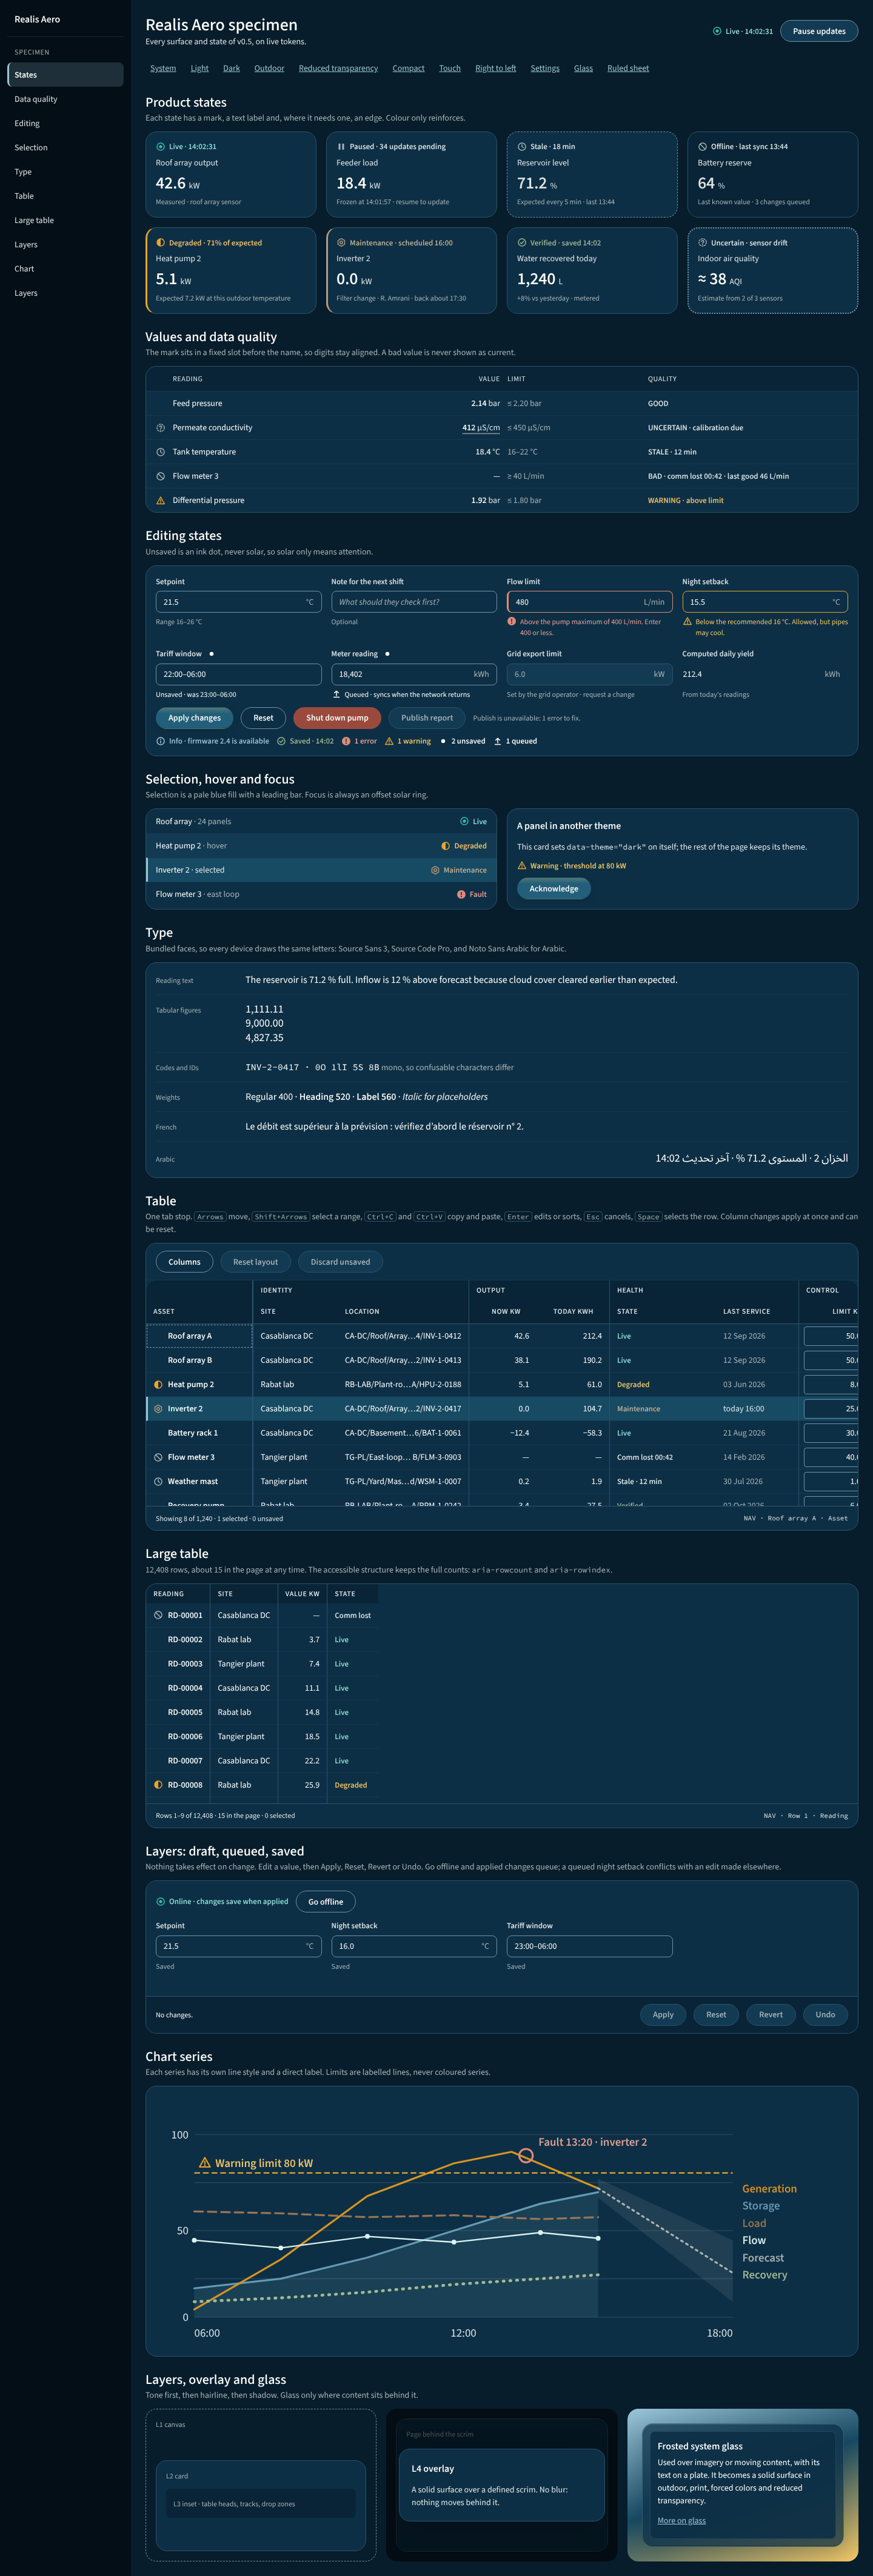 Realis Aero
SPECIMEN
States
Data quality
Editing
Selection
Type
Table
Large table
Layers
Chart
Layers
Realis Aero specimen
Every surface and state of v0.5, on live tokens.
Live · 14:02:31
Pause updates
System Light Dark Outdoor Reduced transparency Compact Touch Right to left Settings Glass Ruled sheet
Product states
Each state has a mark, a text label and, where it needs one, an edge. Colour only reinforces.
Live · 14:02:31
Roof array output
42.6 kW
Measured · roof array sensor
Paused · 34 updates pending
Feeder load
18.4 kW
Frozen at 14:01:57 · resume to update
Stale · 18 min
Reservoir level
71.2 %
Expected every 5 min · last 13:44
Offline · last sync 13:44
Battery reserve
64 %
Last known value · 3 changes queued
Degraded · 71% of expected
Heat pump 2
5.1 kW
Expected 7.2 kW at this outdoor temperature
Maintenance · scheduled 16:00
Inverter 2
0.0 kW
Filter change · R. Amrani · back about 17:30
Verified · saved 14:02
Water recovered today
1,240 L
+8% vs yesterday · metered
Uncertain · sensor drift
Indoor air quality
≈ 38 AQI
Estimate from 2 of 3 sensors
Values and data quality
The mark sits in a fixed slot before the name, so digits stay aligned. A bad value is never shown as current.
READING VALUE LIMIT QUALITY
Feed pressure 2.14 bar ≤ 2.20 bar GOOD
Permeate conductivity 412 µS/cm ≤ 450 µS/cm UNCERTAIN · calibration due
Tank temperature 18.4 °C 16–22 °C STALE · 12 min
Flow meter 3 — ≥ 40 L/min BAD · comm lost 00:42 · last good 46 L/min
Differential pressure 1.92 bar ≤ 1.80 bar WARNING · above limit
Editing states
Unsaved is an ink dot, never solar, so solar only means attention.
Setpoint
21.5 °C
Range 16–26 °C
Note for the next shift
What should they check first?
Optional
Flow limit
480 L/min
Above the pump maximum of 400 L/min. Enter
400 or less.
Night setback
15.5 °C
Below the recommended 16 °C. Allowed, but pipes
may cool.
Tariff window
22:00–06:00
Unsaved · was 23:00–06:00
Meter reading
18,402 kWh
Queued · syncs when the network returns
Grid export limit
6.0 kW
Set by the grid operator · request a change
Computed daily yield
212.4 kWh
From today's readings
Apply changes Reset Shut down pump Publish report Publish is unavailable: 1 error to fix.
Info · firmware 2.4 is available Saved · 14:02 1 error 1 warning 2 unsaved 1 queued
Selection, hover and focus
Selection is a pale blue fill with a leading bar. Focus is always an offset solar ring.
Roof array · 24 panels Live
Heat pump 2 · hover Degraded
Inverter 2 · selected Maintenance
Flow meter 3 · east loop Fault
A panel in another theme
This card sets data-theme="dark" on itself; the rest of the page keeps its theme.
Warning · threshold at 80 kW
Acknowledge
Type
Bundled faces, so every device draws the same letters: Source Sans 3, Source Code Pro, and Noto Sans Arabic for Arabic.
Reading text The reservoir is 71.2 % full. Inflow is 12 % above forecast because cloud cover cleared earlier than expected.
Tabular figures 1,111.11
9,000.00
4,827.35
Codes and IDs INV-2-0417 · 0O 1lI 5S 8B mono, so confusable characters differ
Weights Regular 400 · Heading 520 · Label 560 · Italic for placeholders
French Le débit est supérieur à la prévision : vérifiez d’abord le réservoir n° 2.
Arabic الخزان 2 · المستوى 71.2 % · آخر تحديث 14:02
Table
One tab stop. Arrows move, Shift+Arrows select a range, Ctrl+C and Ctrl+V copy and paste, Enter edits or sorts, Esc cancels, Space selects the row. Column changes apply at once and can
be reset.
Columns Reset layout Discard unsaved
IDENTITY OUTPUT HEALTH CONTROL
ASSET SITE LOCATION NOW KW TODAY KWH STATE LAST SERVICE LIMIT K
Roof array A Casablanca DC CA-DC/Roof/Array…4/INV-1-0412 42.6 212.4 Live 12 Sep 2026 50.
Roof array B Casablanca DC CA-DC/Roof/Array…2/INV-1-0413 38.1 190.2 Live 12 Sep 2026 50.
Heat pump 2 Rabat lab RB-LAB/Plant-ro…A/HPU-2-0188 5.1 61.0 Degraded 03 Jun 2026 8.
Inverter 2 Casablanca DC CA-DC/Roof/Array…2/INV-2-0417 0.0 104.7 Maintenance today 16:00 25.
Battery rack 1 Casablanca DC CA-DC/Basement…6/BAT-1-0061 −12.4 −58.3 Live 21 Aug 2026 30.
Flow meter 3 Tangier plant TG-PL/East-loop… B/FLM-3-0903 — — Comm lost 00:42 14 Feb 2026 40.
Weather mast Tangier plant TG-PL/Yard/Mas…d/WSM-1-0007 0.2 1.9 Stale · 12 min 30 Jul 2026 1.
Recovery pump Rabat lab 3.4 27.5 Verified 02 Oct 2026
Showing 8 of 1,240 · 1 selected · 0 unsaved NAV · Roof array A · Asset
Large table
12,408 rows, about 15 in the page at any time. The accessible structure keeps the full counts: aria-rowcount and aria-rowindex.
READING SITE VALUE KW STATE
RD-00001 Casablanca DC — Comm lost
RD-00002 Rabat lab 3.7 Live
RD-00003 Tangier plant 7.4 Live
RD-00004 Casablanca DC 11.1 Live
RD-00005 Rabat lab 14.8 Live
RD-00006 Tangier plant 18.5 Live
RD-00007 Casablanca DC 22.2 Live
RD-00008 Rabat lab 25.9 Degraded
Rows 1–9 of 12,408 · 15 in the page · 0 selected NAV · Row 1 · Reading
Layers: draft, queued, saved
Nothing takes effect on change. Edit a value, then Apply, Reset, Revert or Undo. Go offline and applied changes queue; a queued night setback conflicts with an edit made elsewhere.
Online · changes save when applied Go offline
Setpoint
21.5 °C
Saved
Night setback
16.0 °C
Saved
Tariff window
23:00–06:00
Saved
No changes. Apply Reset Revert Undo
Chart series
Each series has its own line style and a direct label. Limits are labelled lines, never coloured series.
100
50
0
06:00 12:00 18:00
Warning limit 80 kW
Fault 13:20 · inverter 2
Generation
Storage
Load
Flow
Forecast
Recovery
Layers, overlay and glass
Tone first, then hairline, then shadow. Glass only where content sits behind it.
L1 canvas
L2 card
L3 inset · table heads, tracks, drop zones
Page behind the scrim
L4 overlay
A solid surface over a defined scrim. No blur:
nothing moves behind it.
Frosted system glass
Used over imagery or moving content, with its
text on a plate. It becomes a solid surface in
outdoor, print, forced colors and reduced
transparency.
More on glass